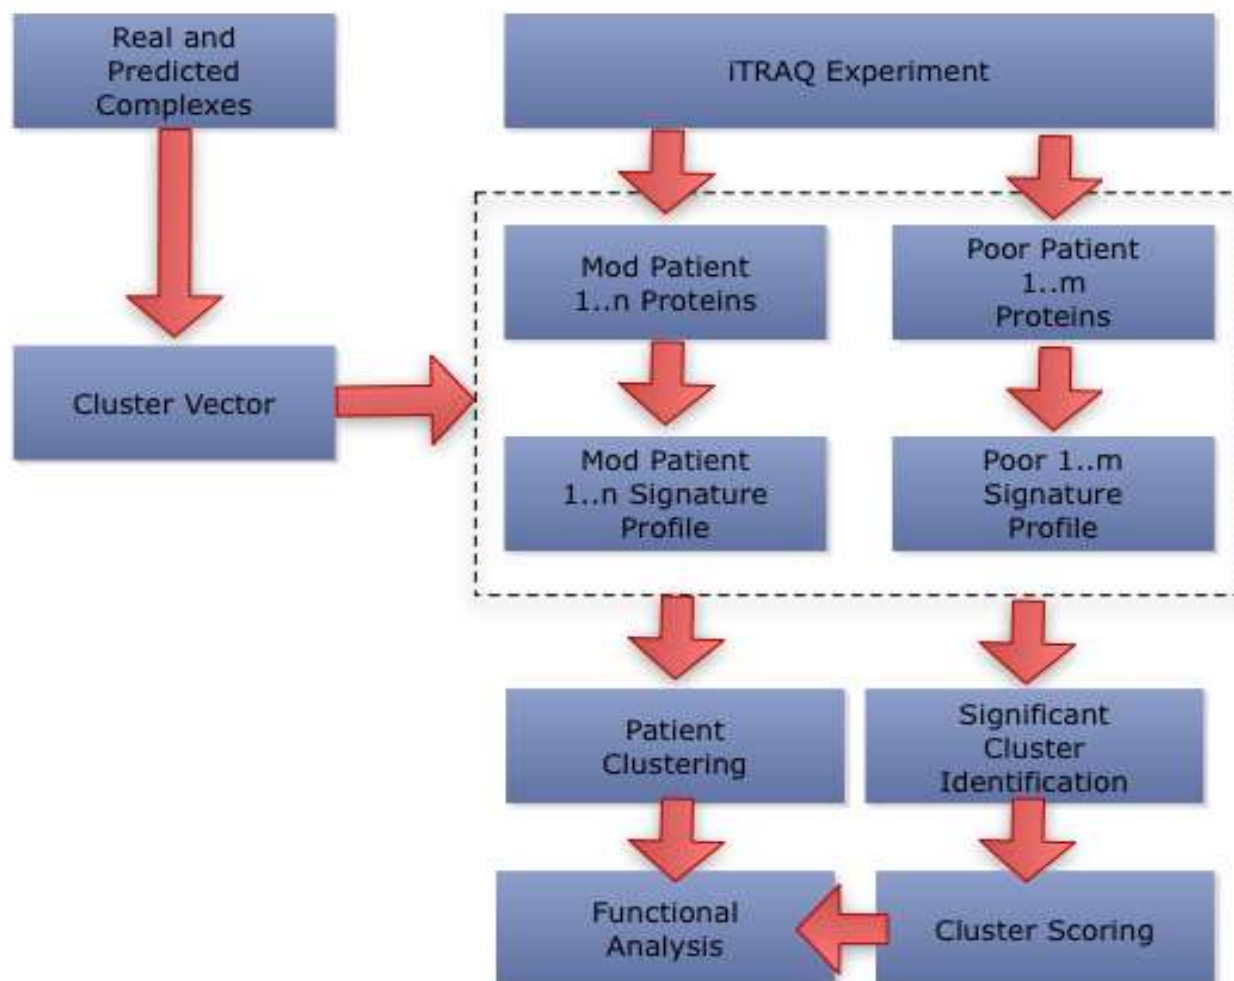 Real and
Predicted
Complexes
iTRAQ Experiment
Mod Patient
1..n Proteins
Poor Patient
1..m
Proteins
Cluster Vector
Mod Patient
1..n Signature
Profile
Poor 1..m
Signature
Profile
Patient
Clustering
Significant
Cluster
Identification
Functional
Analysis
Cluster Scoring